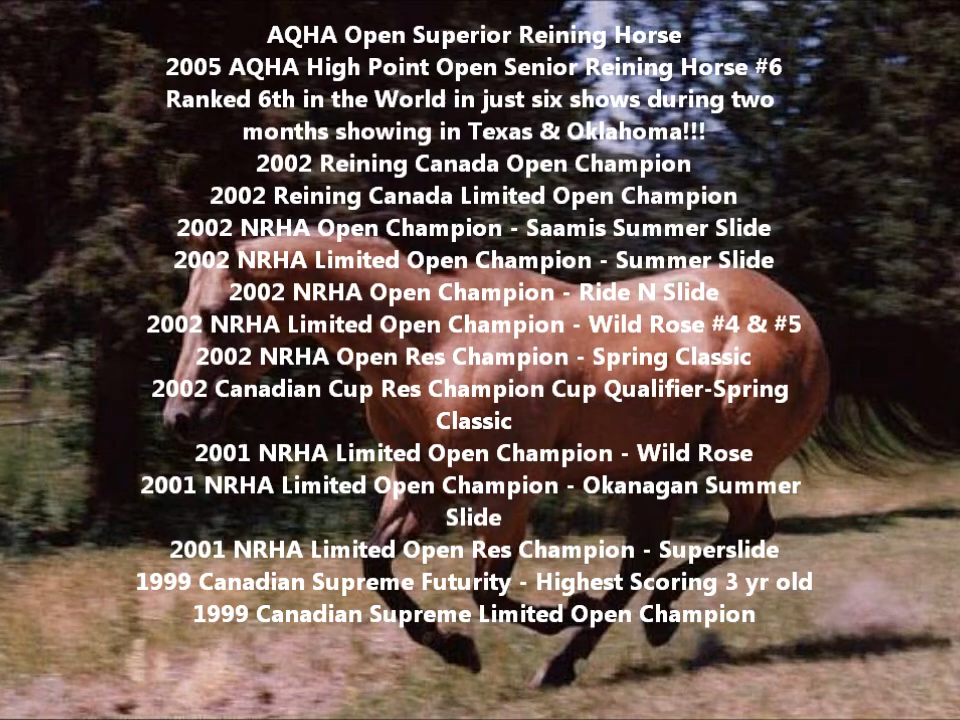 AQHA Open Superior Reining Horse
2005 AQHA High Point Open Senior Reining Horse #6
Ranked 6th in the World in just six shows during two
months showing in Texas & Oklahoma!!!
2002 Reining Canada Open Champion
2002 Reining Canada Limited Open Champion
2002 NRHA Open Champion - Saamis Summer Slide
2002 NRHA Limited Open Champion - Summer Slide
2002 NRHA Open Champion - Ride N Slide
2002 NRHA Limited Open Champion - Wild Rose #4 & #5
2002 NRHA Open Res Champion - Spring Classic
2002 Canadian Cup Res Champion Cup Qualifier-Spring
Classic
2001 NRHA Limited Open Champion - Wild Rose
2001 NRHA Limited Open Champion - Okanagan Summer
Slide
2001 NRHA Limited Open Res Champion - Superslide
1999 Canadian Supreme Futurity - Highest Scoring 3 yr old
1999 Canadian Supreme Limited Open Champion